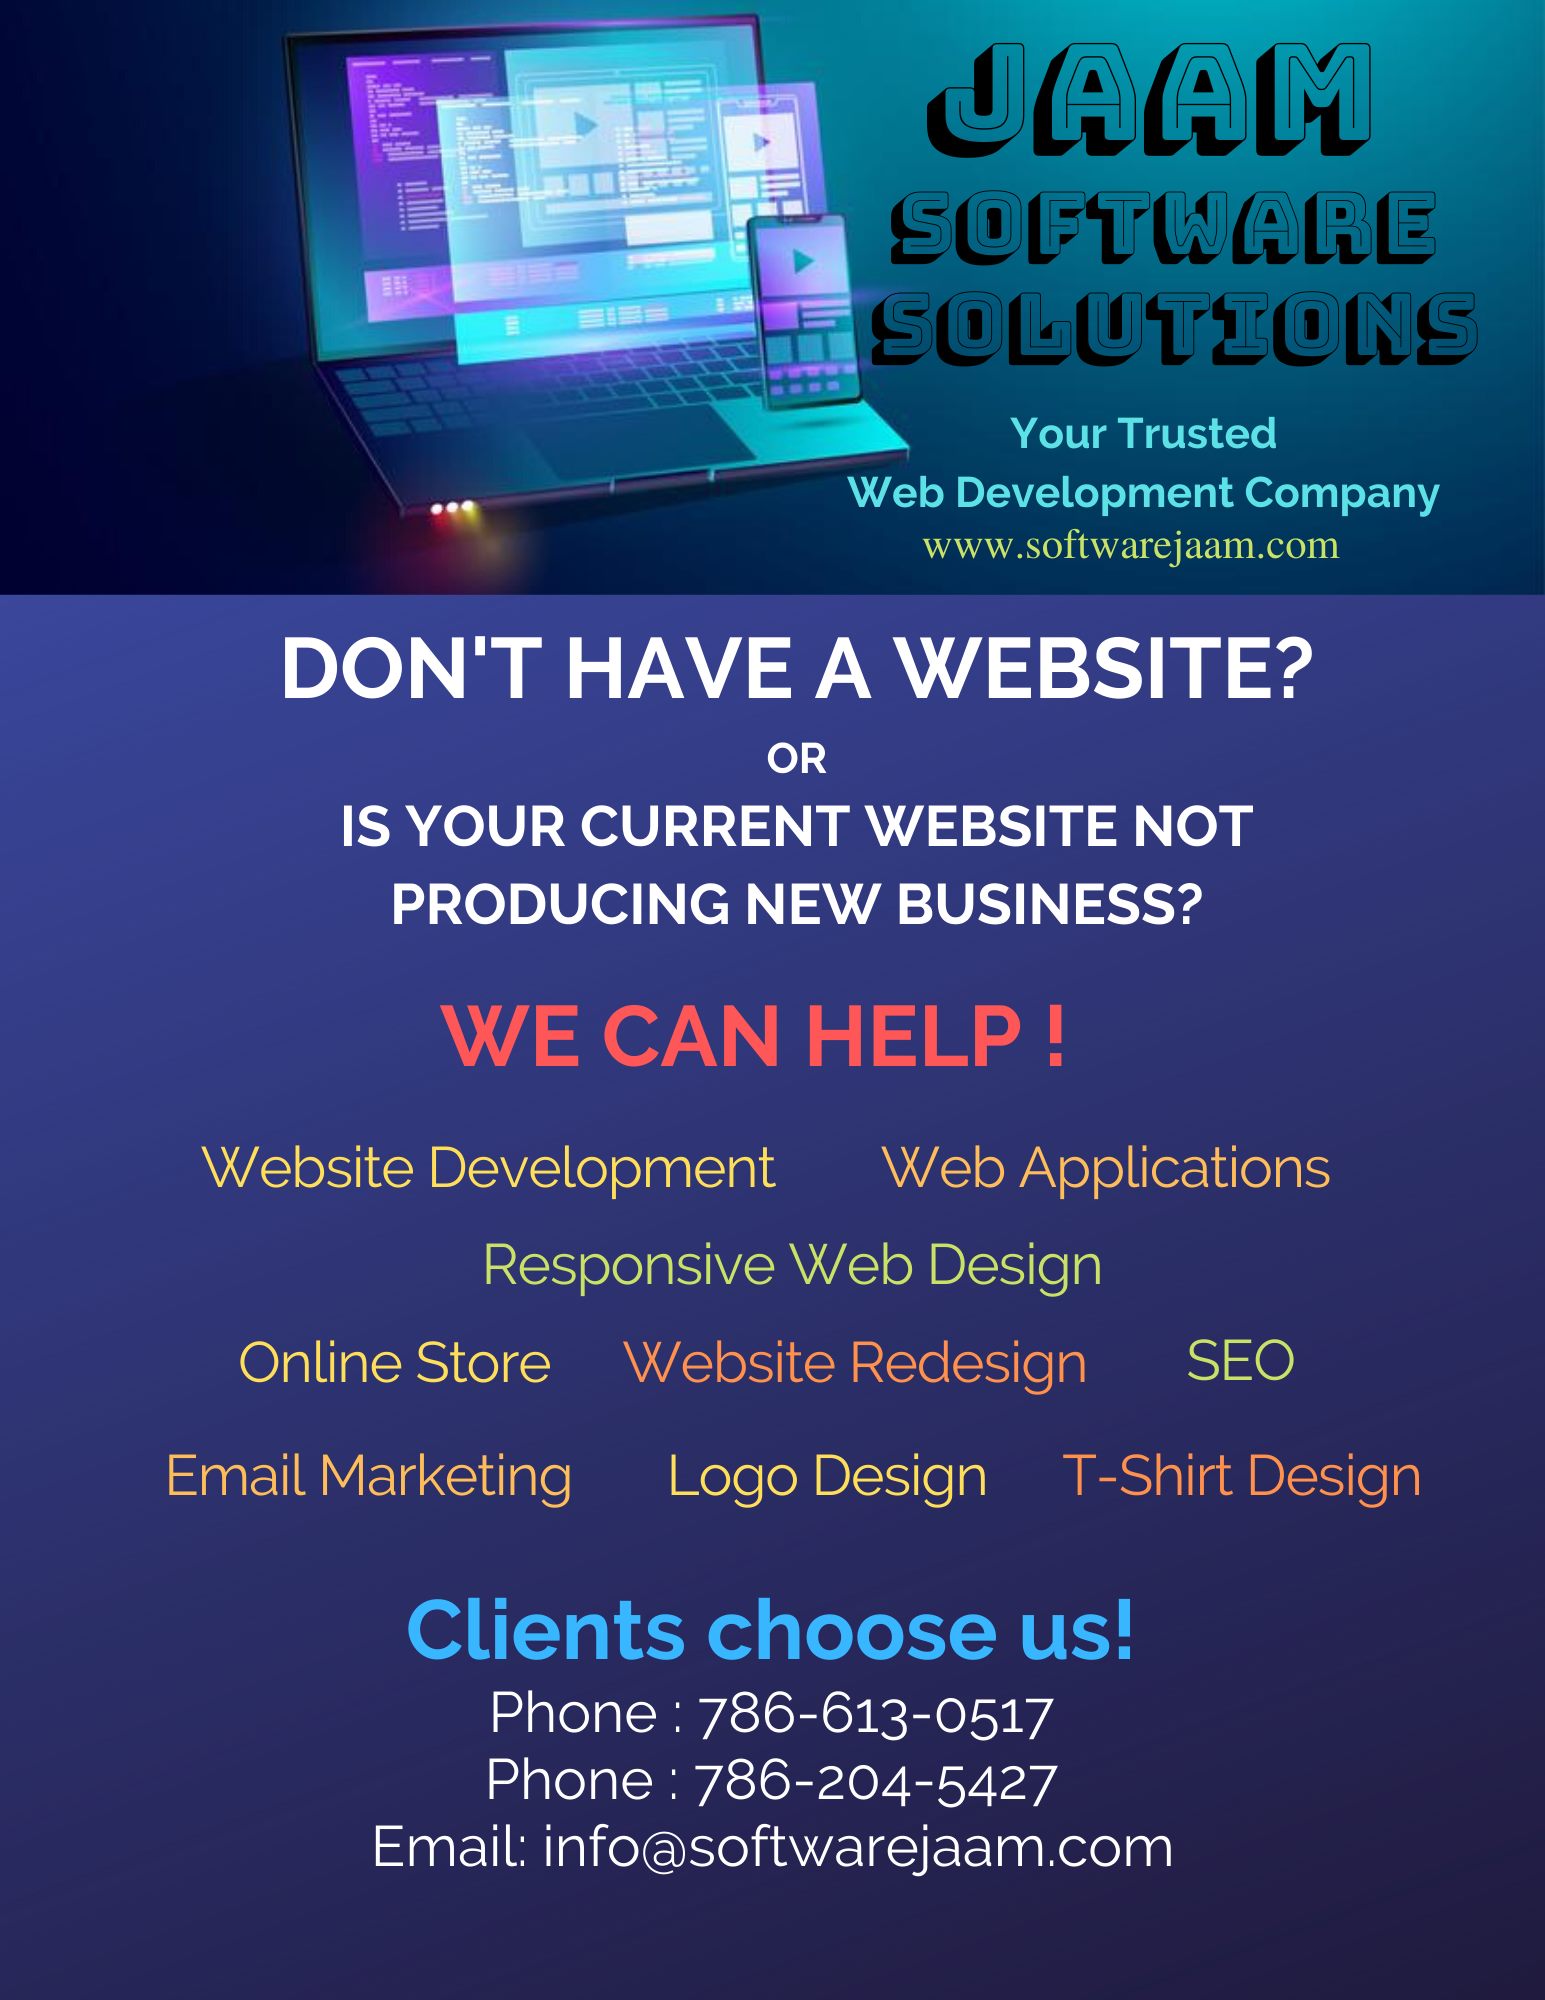 JAAM
SOFTWARE
SOLUTIONS
Your Trusted
Web Development Company
www.softwarejaam.com
DON'T HAVE A WEBSITE?
OR
IS YOUR CURRENT WEBSITE NOT
PRODUCING NEW BUSINESS?
WE CAN HELP !
Website Development Web Applications
Responsive Web Design
Online Store Website Redesign SEO
Email Marketing Logo Design T-Shirt Design
Clients choose us!
Phone : 786-613-0517
Phone : 786-204-5427
Email: info@softwarejaam.com